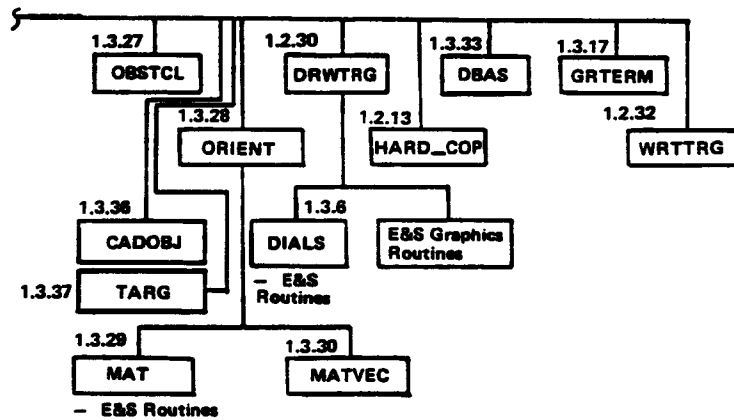 1.3.27
OBSTCL
1.2.30
DRWTRG
1.3.33
DBAS
1.3.17
GRTERM
1.3.28
ORIENT
1.2.13
HARD_COP
1.2.32
WRTTRG
1.3.36
CADOBJ
1.3.37
TARG
1.3.6
DIALS
— E&S
Routines
E&S Graphics
Routines
1.3.29
MAT
— E&S Routines
1.3.30
MATVEC